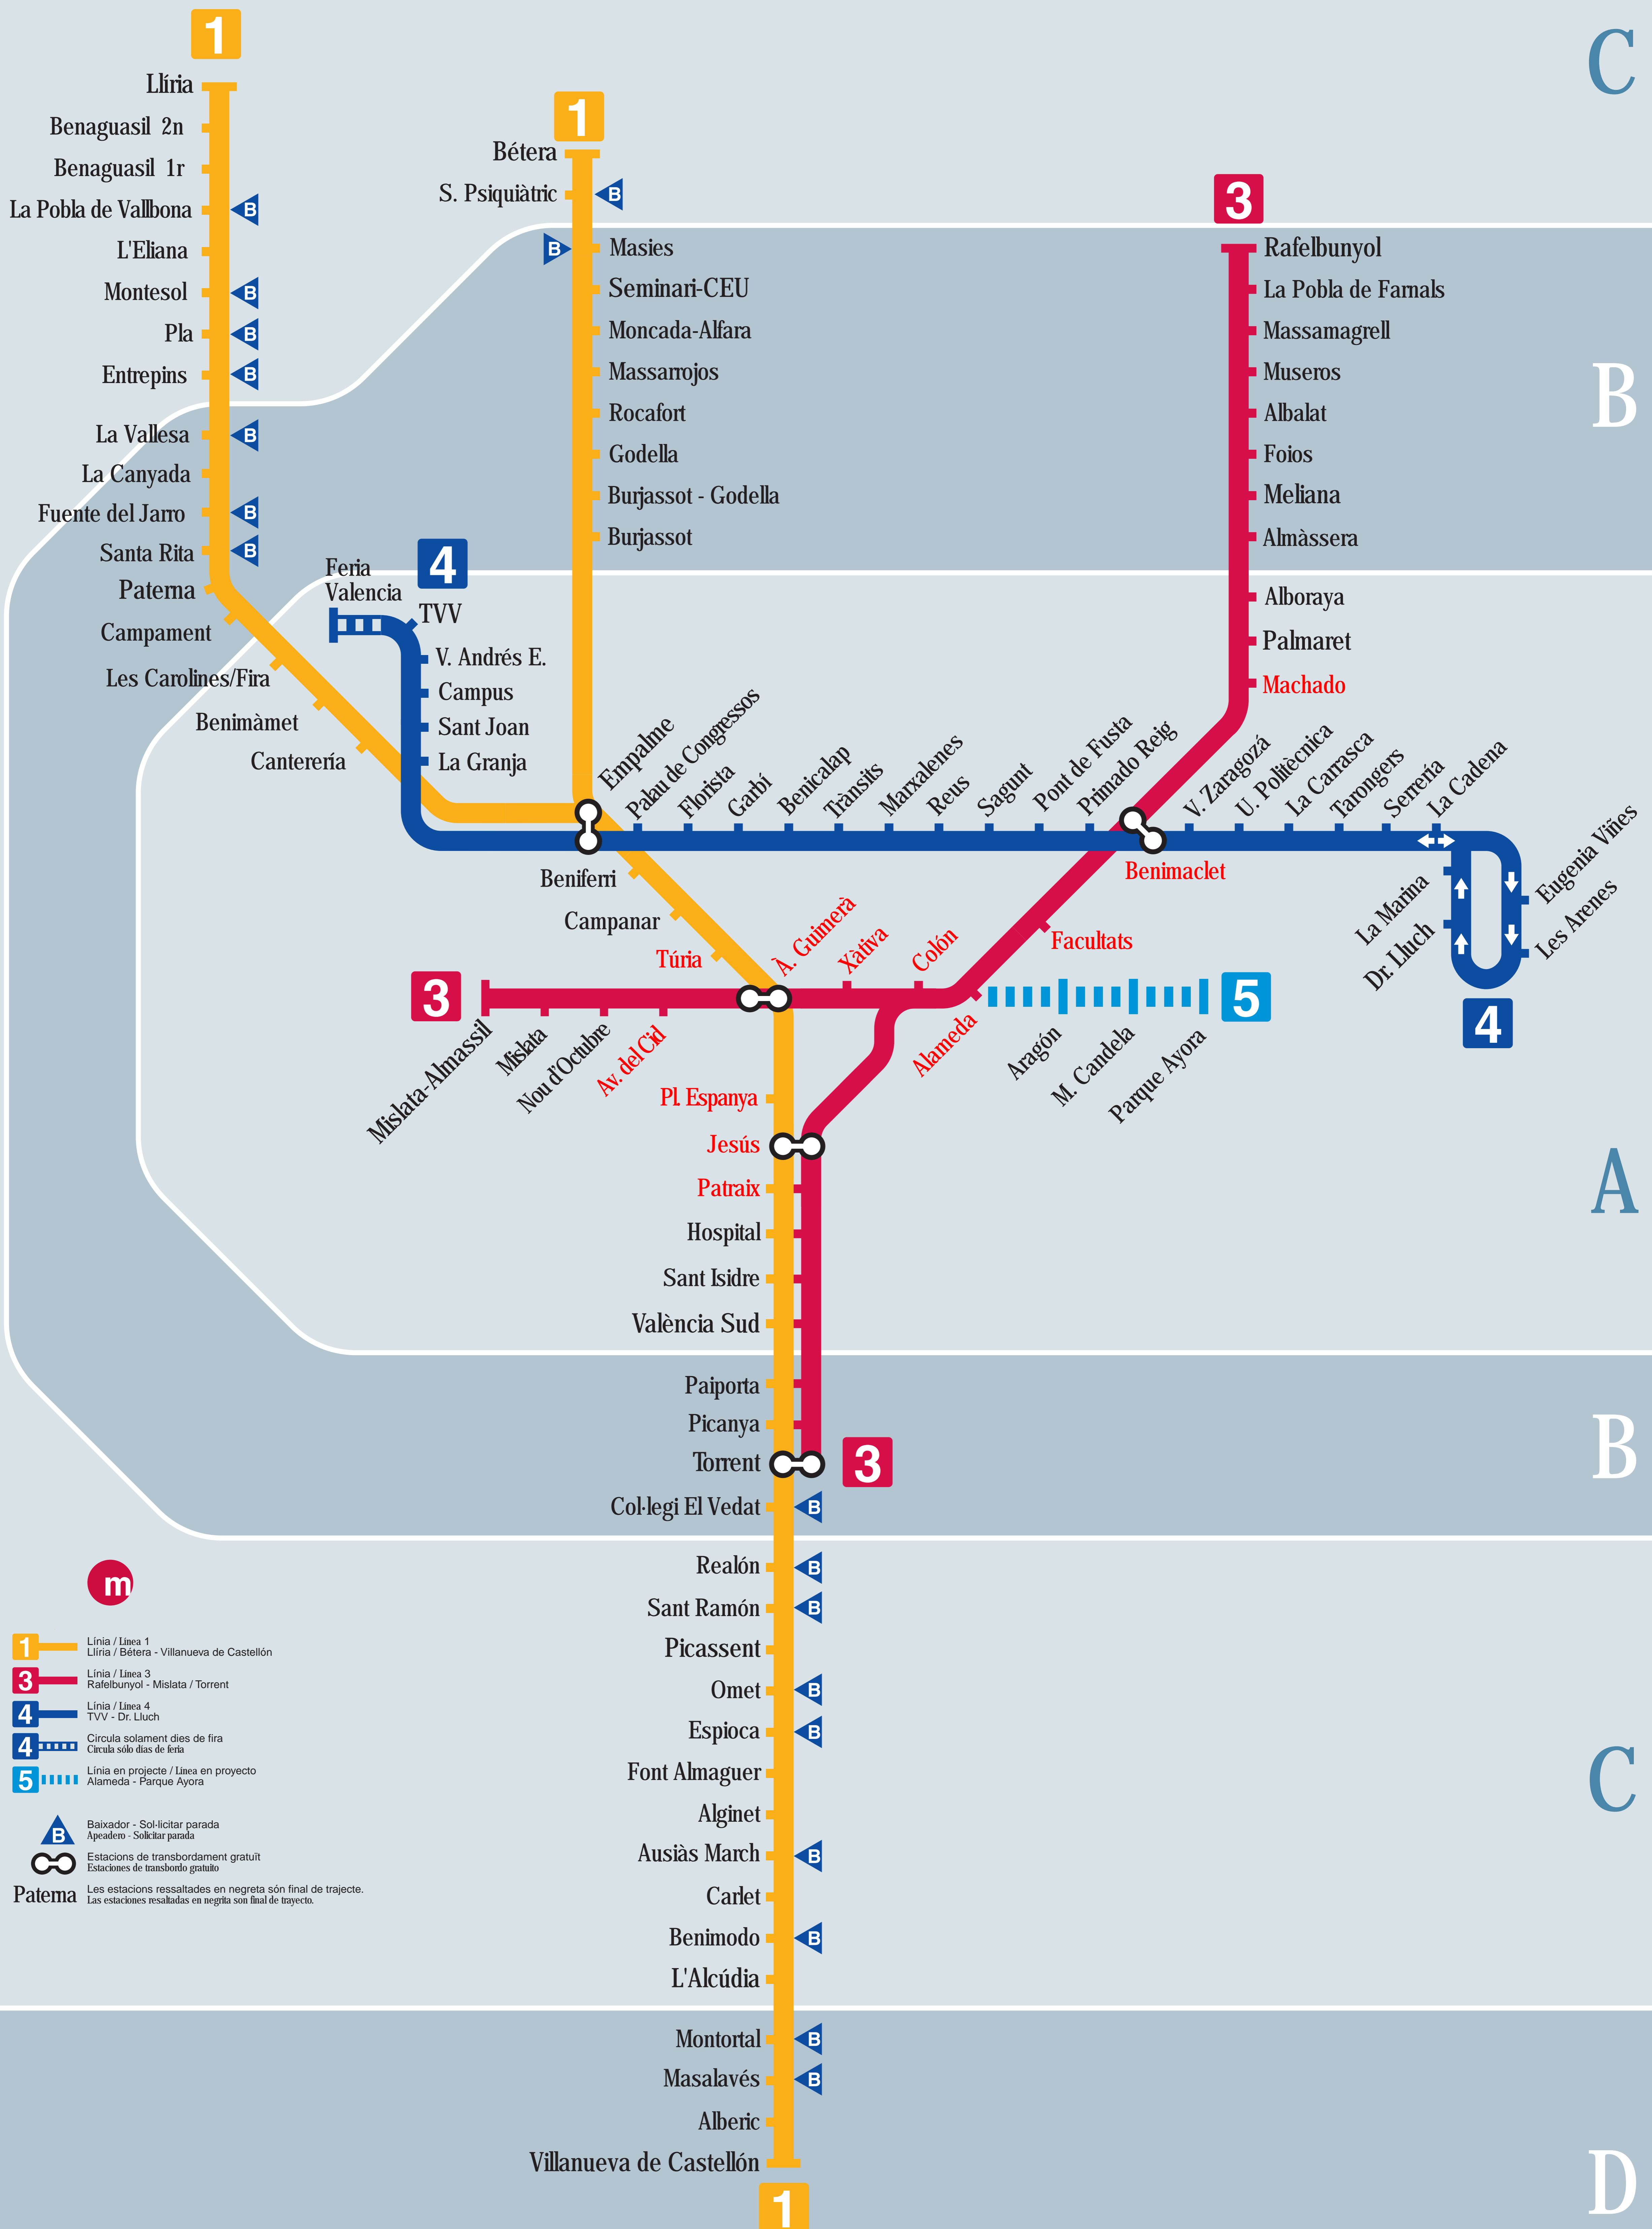 1
Llíria
Benaguasil 2n
Benaguasil 1r
La Pobla de Vallbona
B
L'Eliana
Montesol
B
Pla
B
Entrepins
B
La Vallesa
B
La Canyada
Fuente del Jarro
B
Santa Rita
B
Paterna
Campament
Les Carolines/Fira
Benimàmet
Canterería
1
Bétera
S. Psiquiàtric
B
B
Masies
Seminari-CEU
Moncada-Alfara
Massarrojos
Rocafort
Godella
Burjassot - Godella
Burjassot
Empalme
Beniferri
Campanar
Túria
À. Guimerà
4
Feria
Valencia
TVV
V. Andrés E.
Campus
Sant Joan
La Granja
Palau de Congressos
Florista
Garbí
Benicalap
Trànsits
Marxalenes
Reus
Sagunt
Pont de Fusta
Primado Reig
Benimaclet
V. Zaragozá
U. Politècnica
La Carrasca
Tarongers
Serrería
La Cadena
Eugenia Viñes
Les Arenes
La Marina
Dr. Lluch
4
3
Rafelbunyol
La Pobla de Farnals
Massamagrell
Museros
Albalat
Foios
Meliana
Almàssera
Alboraya
Palmaret
Machado
Facultats
Xàtiva
Colón
Alameda
3
Mislata-Almassil
Mislata
Nou d'Octubre
Av. del Cid
Aragón
M. Candela
Parque Ayora
5
Pl. Espanya
Jesús
Patraix
Hospital
Sant Isidre
València Sud
Paiporta
Picanya
Torrent
3
Col·legi El Vedat
B
Realón
B
Sant Ramón
B
Picassent
Omet
B
Espioca
B
Font Almaguer
Alginet
Ausiàs March
B
Carlet
Benimodo
B
L'Alcúdia
Montortal
B
Masalavés
B
Alberic
Villanueva de Castellón
1
C
B
A
B
C
D
m
1
Línia / Línea 1
Llíria / Bétera - Villanueva de Castellón
3
Línia / Línea 3
Rafelbunyol - Mislata / Torrent
4
Línia / Línea 4
TVV - Dr. Lluch
4
Circula solament dies de fira
Circula sólo días de feria
5
Línia en projecte / Línea en proyecto
Alameda - Parque Ayora
B
Baixador - Sol·licitar parada
Apeadero - Solicitar parada
Estacions de transbordament gratuït
Estaciones de transbordo gratuito
Paterna
Les estacions ressaltades en negreta són final de trajecte.
Las estaciones resaltadas en negrita son final de trayecto.